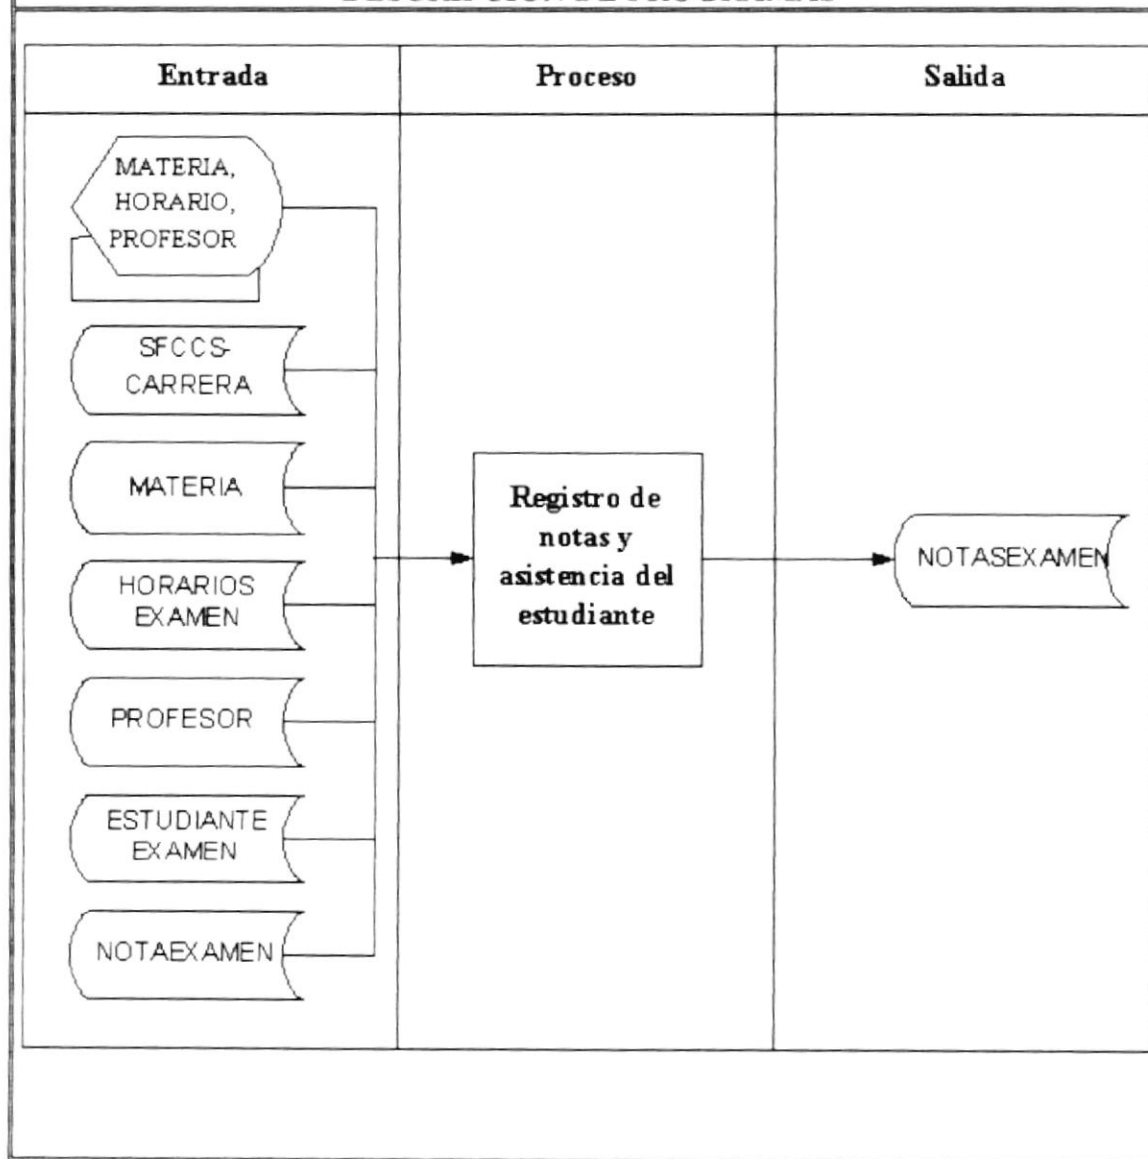 Entrada
Proceso
Salida
MATERIA,
HORARIO,
PROFESOR
SFCCS-
CARRERA
MATERIA
HORARIOS
EXAMEN
PROFESOR
ESTUDIANTE
EXAMEN
NOTAEXAMEN
Registro de
notas y
asistencia del
estudiante
NOTASEXAMEN